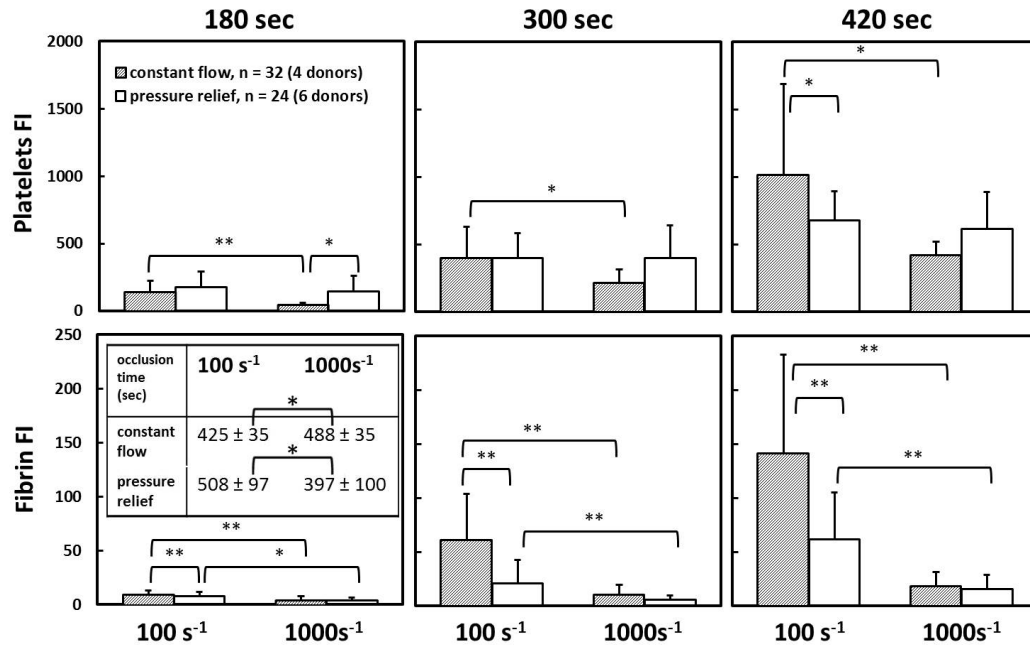 180 sec 300 sec 420 sec
Platelets FI
2000
1500
1000
500
0
constant flow, n = 32 (4 donors)
pressure relief, n = 24 (6 donors)
** *
*
*
*
Fibrin FI
250
200
150
100
50
0
occlusion time (sec) 100 s⁻¹ 1000s⁻¹
*
constant flow 425 ± 35 488 ± 35
*
pressure relief 508 ± 97 397 ± 100
**
** *
**
**
**
**
**
**
100 s⁻¹ 1000s⁻¹ 100 s⁻¹ 1000s⁻¹ 100 s⁻¹ 1000s⁻¹